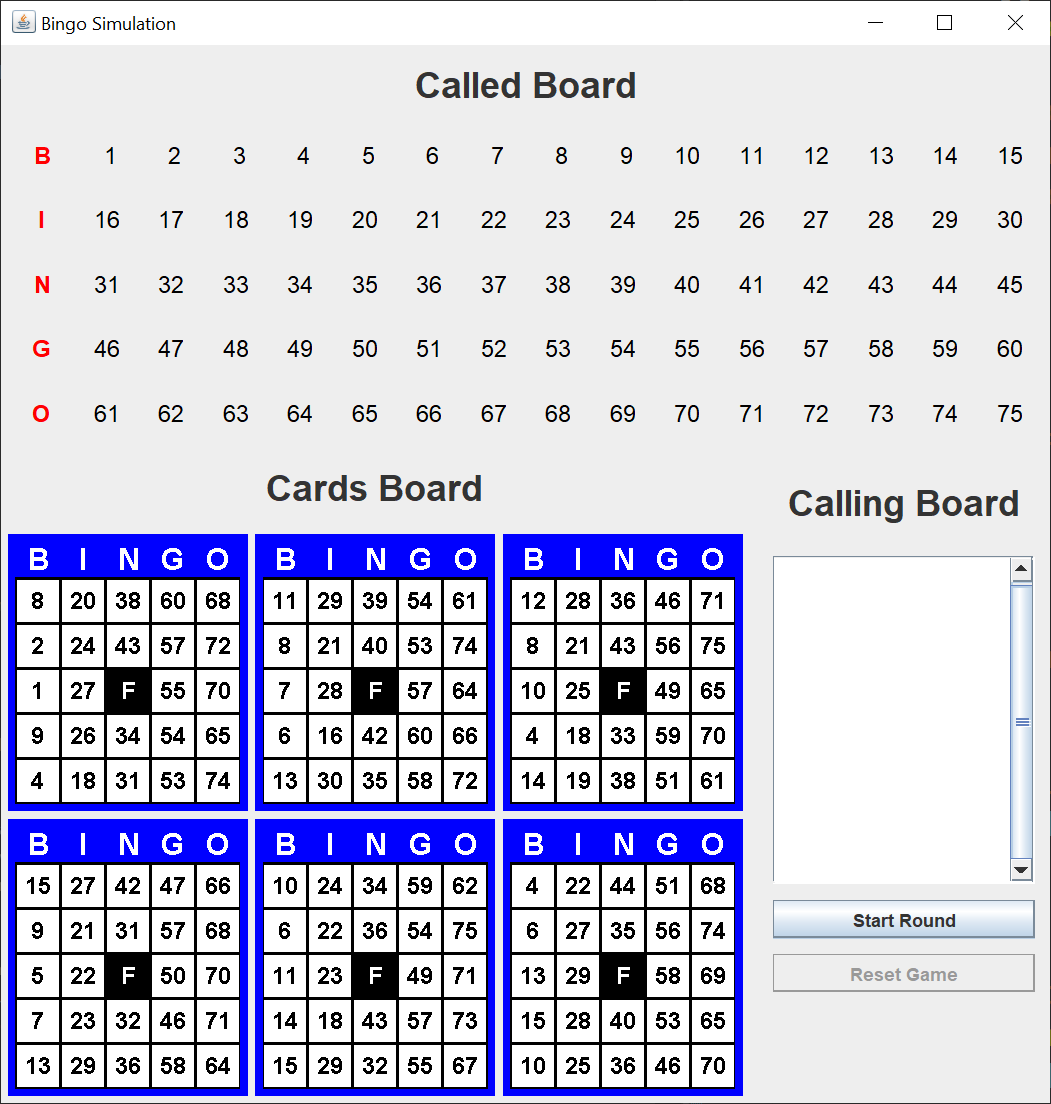 Bingo Simulation
Called Board
B 1 2 3 4 5 6 7 8 9 10 11 12 13 14 15
I 16 17 18 19 20 21 22 23 24 25 26 27 28 29 30
N 31 32 33 34 35 36 37 38 39 40 41 42 43 44 45
G 46 47 48 49 50 51 52 53 54 55 56 57 58 59 60
O 61 62 63 64 65 66 67 68 69 70 71 72 73 74 75
Cards Board
B I N G O
8 20 38 60 68
2 24 43 57 72
1 27 F 55 70
9 26 34 54 65
4 18 31 53 74
B I N G O
11 29 39 54 61
8 21 40 53 74
7 28 F 57 64
6 16 42 60 66
13 30 35 58 72
B I N G O
12 28 36 46 71
8 21 43 56 75
10 25 F 49 65
4 18 33 59 70
14 19 38 51 61
B I N G O
15 27 42 47 66
9 21 31 57 68
5 22 F 50 70
7 23 32 46 71
13 29 36 58 64
B I N G O
10 24 34 59 62
6 22 36 54 75
11 23 F 49 71
14 18 43 57 73
15 29 32 55 67
B I N G O
4 22 44 51 68
6 27 35 56 74
13 29 F 58 69
15 28 40 53 65
10 25 36 46 70
Calling Board
Start Round
Reset Game